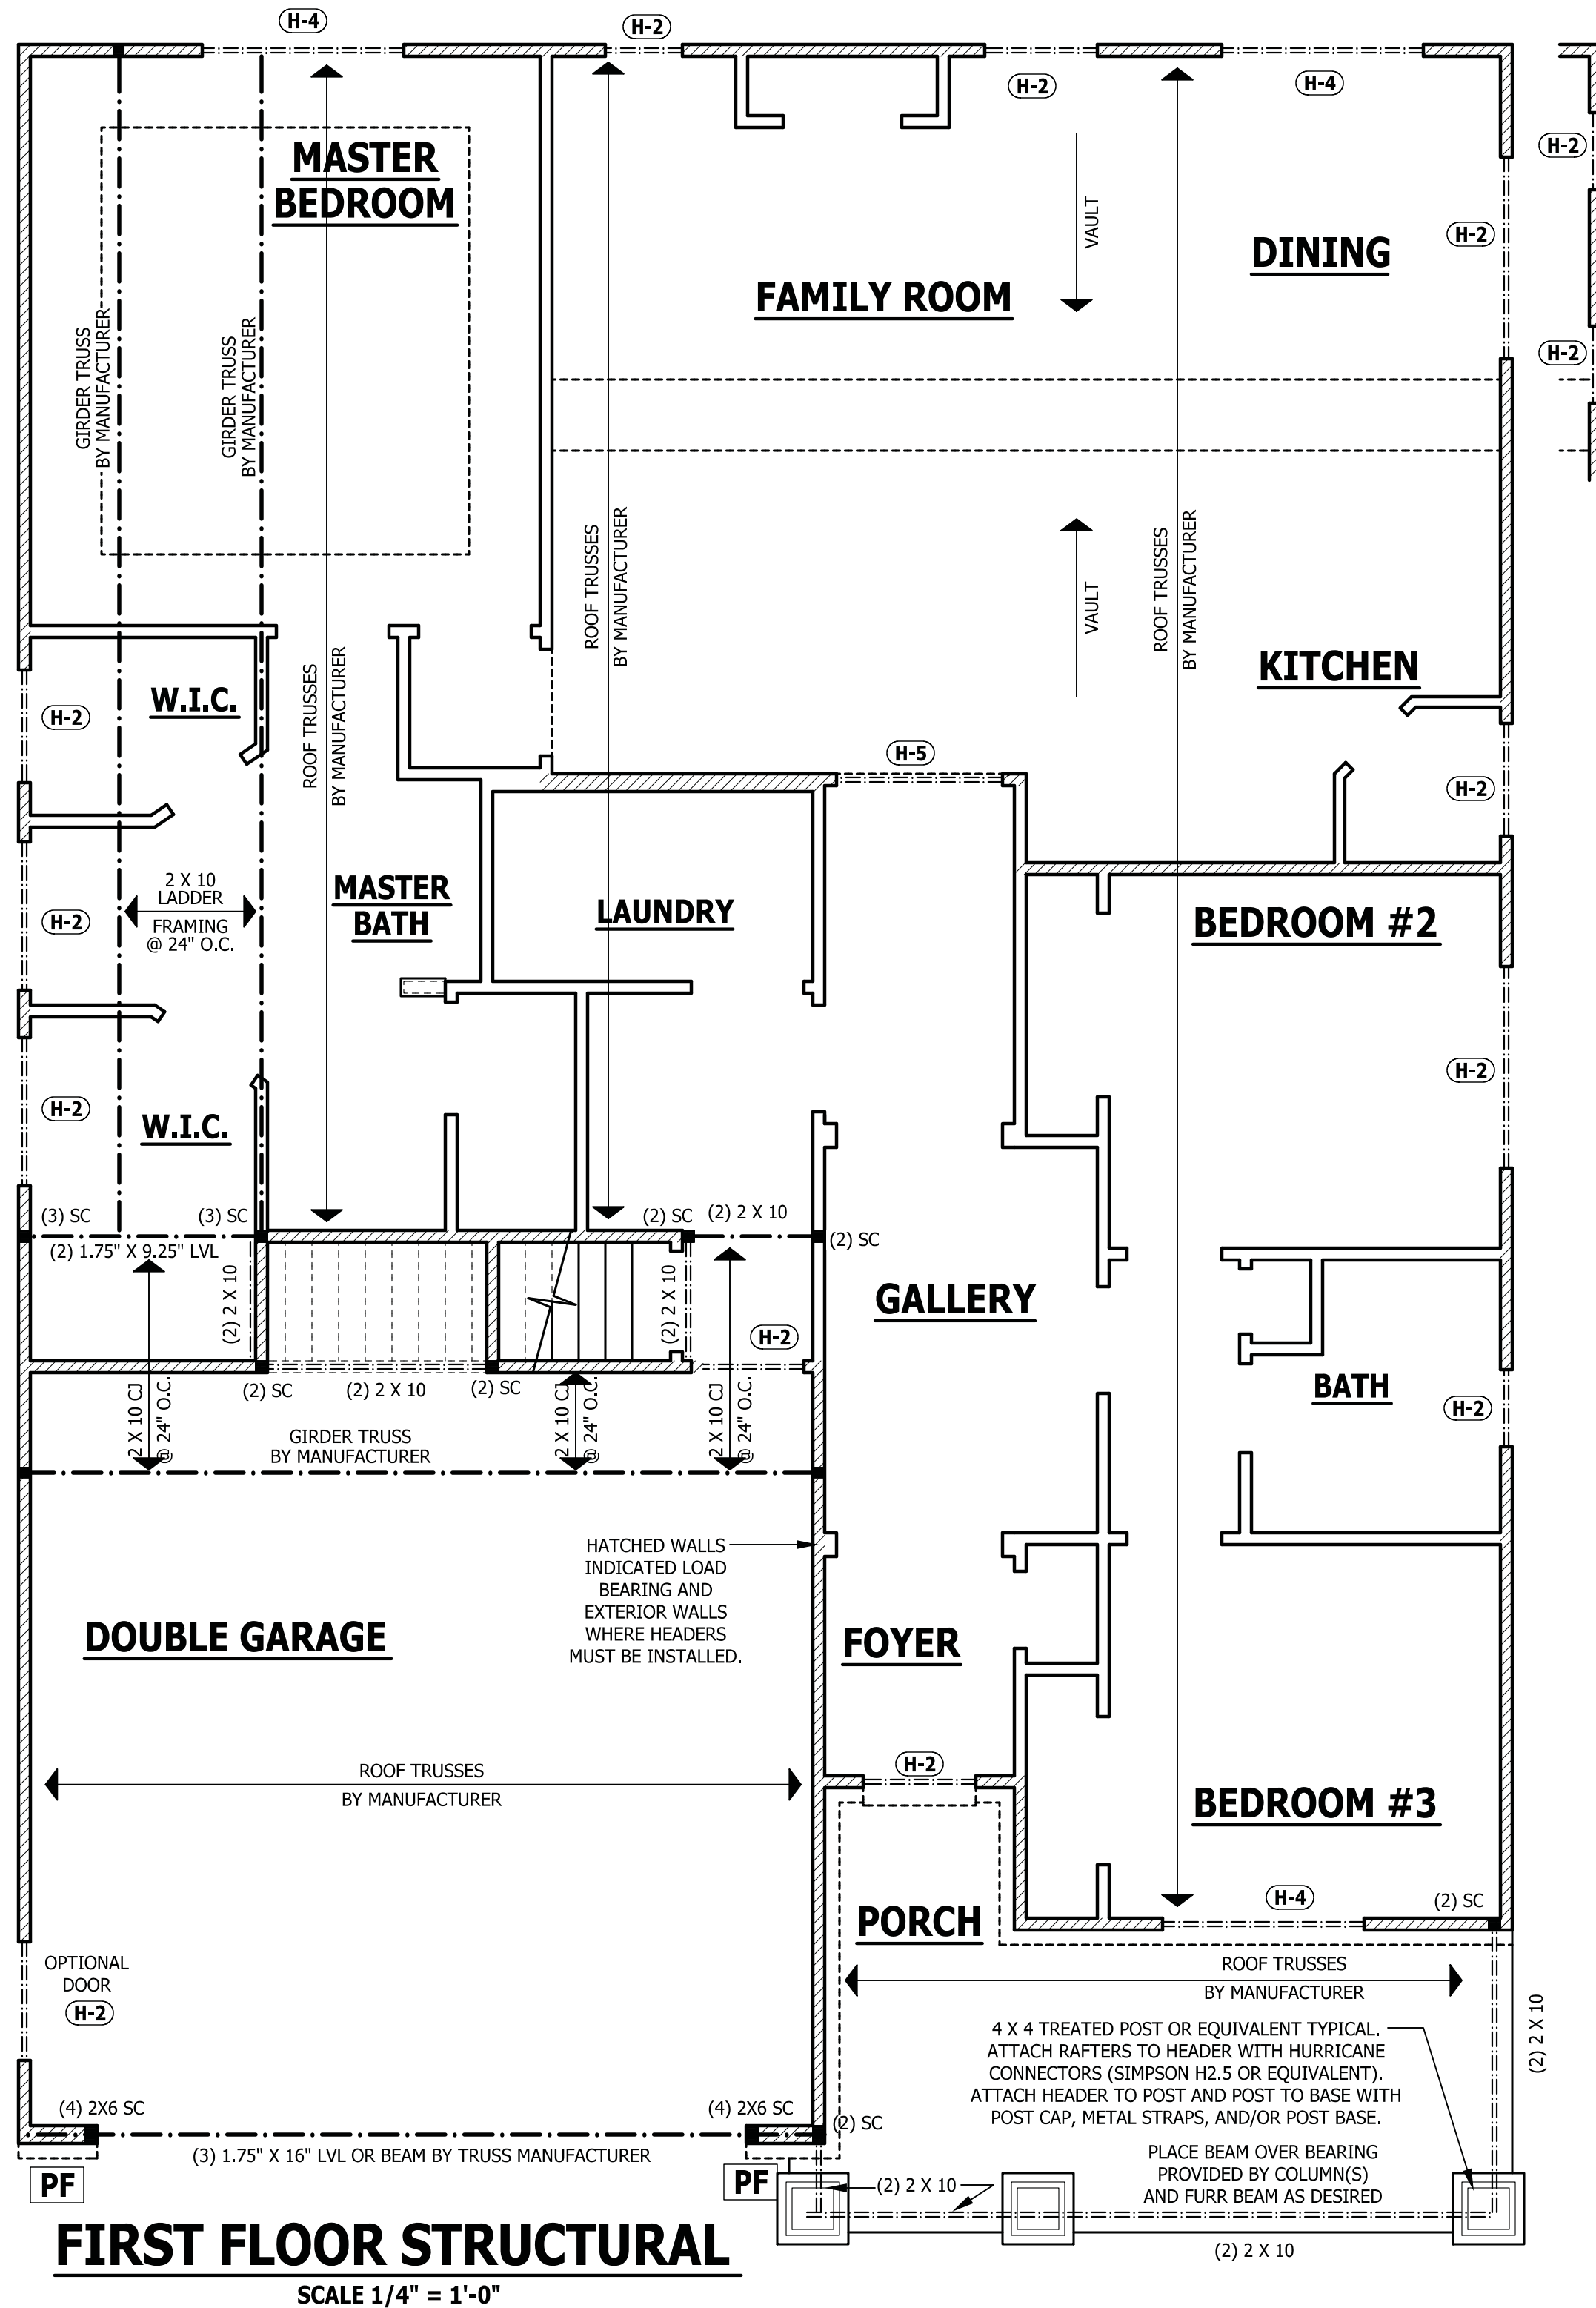 H-4
H-2
H-2
H-4
H-2
MASTER
BEDROOM
VAULT
DINING
H-2
FAMILY ROOM
GIRDER TRUSS
BY MANUFACTURER
GIRDER TRUSS
BY MANUFACTURER
H-2
ROOF TRUSSES
BY MANUFACTURER
ROOF TRUSSES
BY MANUFACTURER
VAULT
KITCHEN
W.I.C.
H-2
ROOF TRUSSES
BY MANUFACTURER
H-5
H-2
2 X 10
LADDER
FRAMING
@ 24" O.C.
H-2
MASTER
BATH
LAUNDRY
BEDROOM #2
H-2
H-2
W.I.C.
(3) SC
(3) SC
(2) SC
(2) 2 X 10
(2) SC
(2) 1.75" X 9.25" LVL
(2) 2 X 10
(2) 2 X 10
GALLERY
H-2
(2) SC
(2) 2 X 10
(2) SC
BATH
H-2
2 X 10 CJ
@ 24" O.C.
2 X 10 CJ
@ 24" O.C.
2 X 10 CJ
@ 24" O.C.
GIRDER TRUSS
BY MANUFACTURER
HATCHED WALLS
INDICATED LOAD
BEARING AND
EXTERIOR WALLS
WHERE HEADERS
MUST BE INSTALLED.
DOUBLE GARAGE
FOYER
ROOF TRUSSES
BY MANUFACTURER
H-2
BEDROOM #3
H-4
(2) SC
PORCH
OPTIONAL
DOOR
H-2
ROOF TRUSSES
BY MANUFACTURER
4 X 4 TREATED POST OR EQUIVALENT TYPICAL.
ATTACH RAFTERS TO HEADER WITH HURRICANE
CONNECTORS (SIMPSON H2.5 OR EQUIVALENT).
ATTACH HEADER TO POST AND POST TO BASE WITH
POST CAP, METAL STRAPS, AND/OR POST BASE.
(2) 2 X 10
(4) 2X6 SC
(4) 2X6 SC
(2) SC
(3) 1.75" X 16" LVL OR BEAM BY TRUSS MANUFACTURER
PLACE BEAM OVER BEARING
PROVIDED BY COLUMN(S)
AND FURR BEAM AS DESIRED
PF
PF
(2) 2 X 10
(2) 2 X 10
FIRST FLOOR STRUCTURAL
SCALE 1/4" = 1'-0"